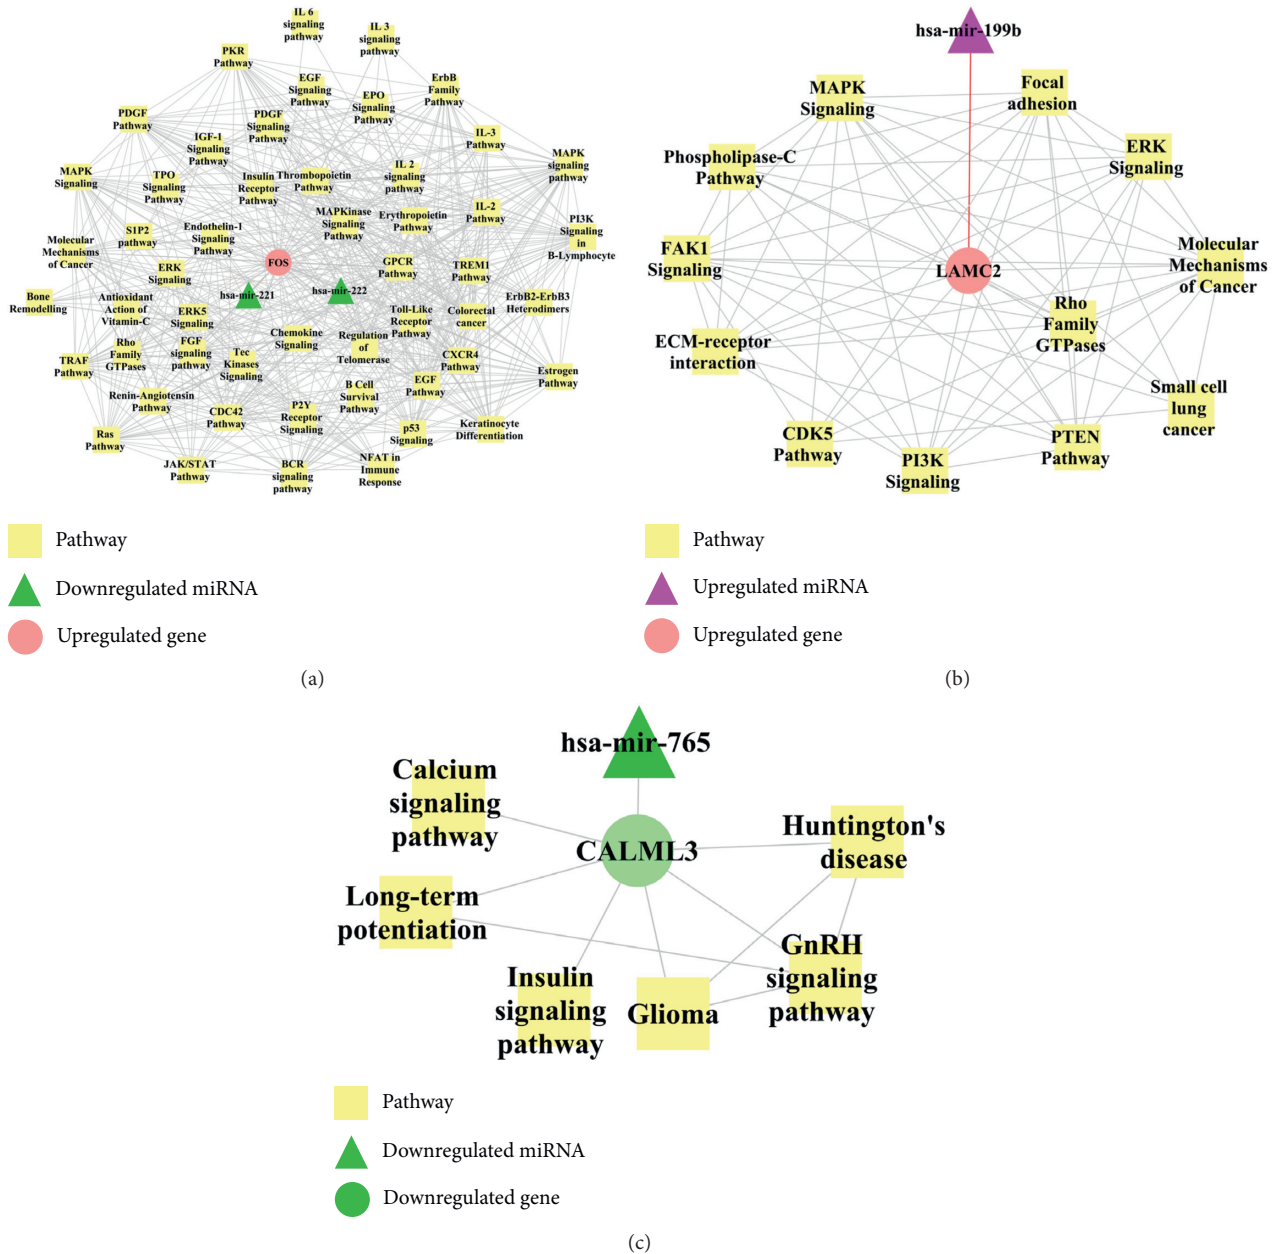 IL 6
signaling
pathway
IL 3
signaling
pathway
PKR
Pathway
EGF
Signaling
Pathway
ErbB
Family
Pathway
EPO
Signaling
Pathway
PDGF
Pathway
PDGF
Signaling
Pathway
IGF-1
Signaling
Pathway
IL-3
Pathway
MAPK
signaling
pathway
MAPK
Signaling
TPO
Signaling
Pathway
Insulin
Receptor
Pathway
Thrombopoietin
Pathway
IL 2
signaling
pathway
S1P2
pathway
Endothelin-1
Signaling
Pathway
MAPKinase
Signaling
Pathway
Erythropoietin
Pathway
IL-2
Pathway
PI3K
Signaling
in
B-Lymphocyte
Molecular
Mechanisms
of Cancer
ERK
Signaling
FOS
GPCR
Pathway
TREM1
Pathway
hsa-mir-221
hsa-mir-222
Bone
Remodelling
Antioxidant
Action of
Vitamin-C
ERK5
Signaling
Toll-Like
Receptor
Pathway
Colorectal
cancer
ErbB2-ErbB3
Heterodimers
Chemokine
Signaling
Regulation
of
Telomerase
TRAF
Pathway
Rho
Family
GTPases
FGF
signaling
pathway
Tec
Kinases
Signaling
CXCR4
Pathway
Estrogen
Pathway
B Cell
Survival
Pathway
EGF
Pathway
Renin-Angiotensin
Pathway
CDC42
Pathway
P2Y
Receptor
Signaling
p53
Signaling
Keratinocyte
Differentiation
Ras
Pathway
JAK/STAT
Pathway
BCR
signaling
pathway
NFAT in
Immune
Response
Pathway
Downregulated miRNA
Upregulated gene
(a)
hsa-mir-199b
MAPK
Signaling
Focal
adhesion
Phospholipase-C
Pathway
ERK
Signaling
FAK1
Signaling
LAMC2
Molecular
Mechanisms
of Cancer
ECM-receptor
interaction
Rho
Family
GTPases
Small cell
lung
cancer
CDK5
Pathway
PI3K
Signaling
PTEN
Pathway
Pathway
Upregulated miRNA
Upregulated gene
(b)
hsa-mir-765
Calcium
signaling
pathway
CALML3
Huntington's
disease
Long-term
potentiation
Insulin
signaling
pathway
Glioma
GnRH
signaling
pathway
Pathway
Downregulated miRNA
Downregulated gene
(c)